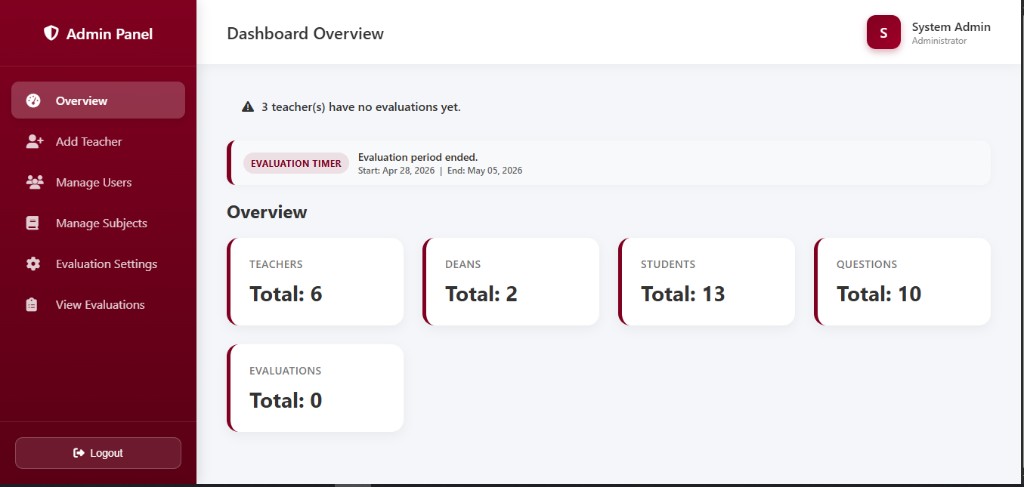 Admin Panel
Dashboard Overview
S
System Admin
Administrator
Overview
Add Teacher
Manage Users
Manage Subjects
Evaluation Settings
View Evaluations
Logout
3 teacher(s) have no evaluations yet.
EVALUATION TIMER
Evaluation period ended.
Start: Apr 28, 2026 | End: May 05, 2026
Overview
TEACHERS
Total: 6
DEANS
Total: 2
STUDENTS
Total: 13
QUESTIONS
Total: 10
EVALUATIONS
Total: 0